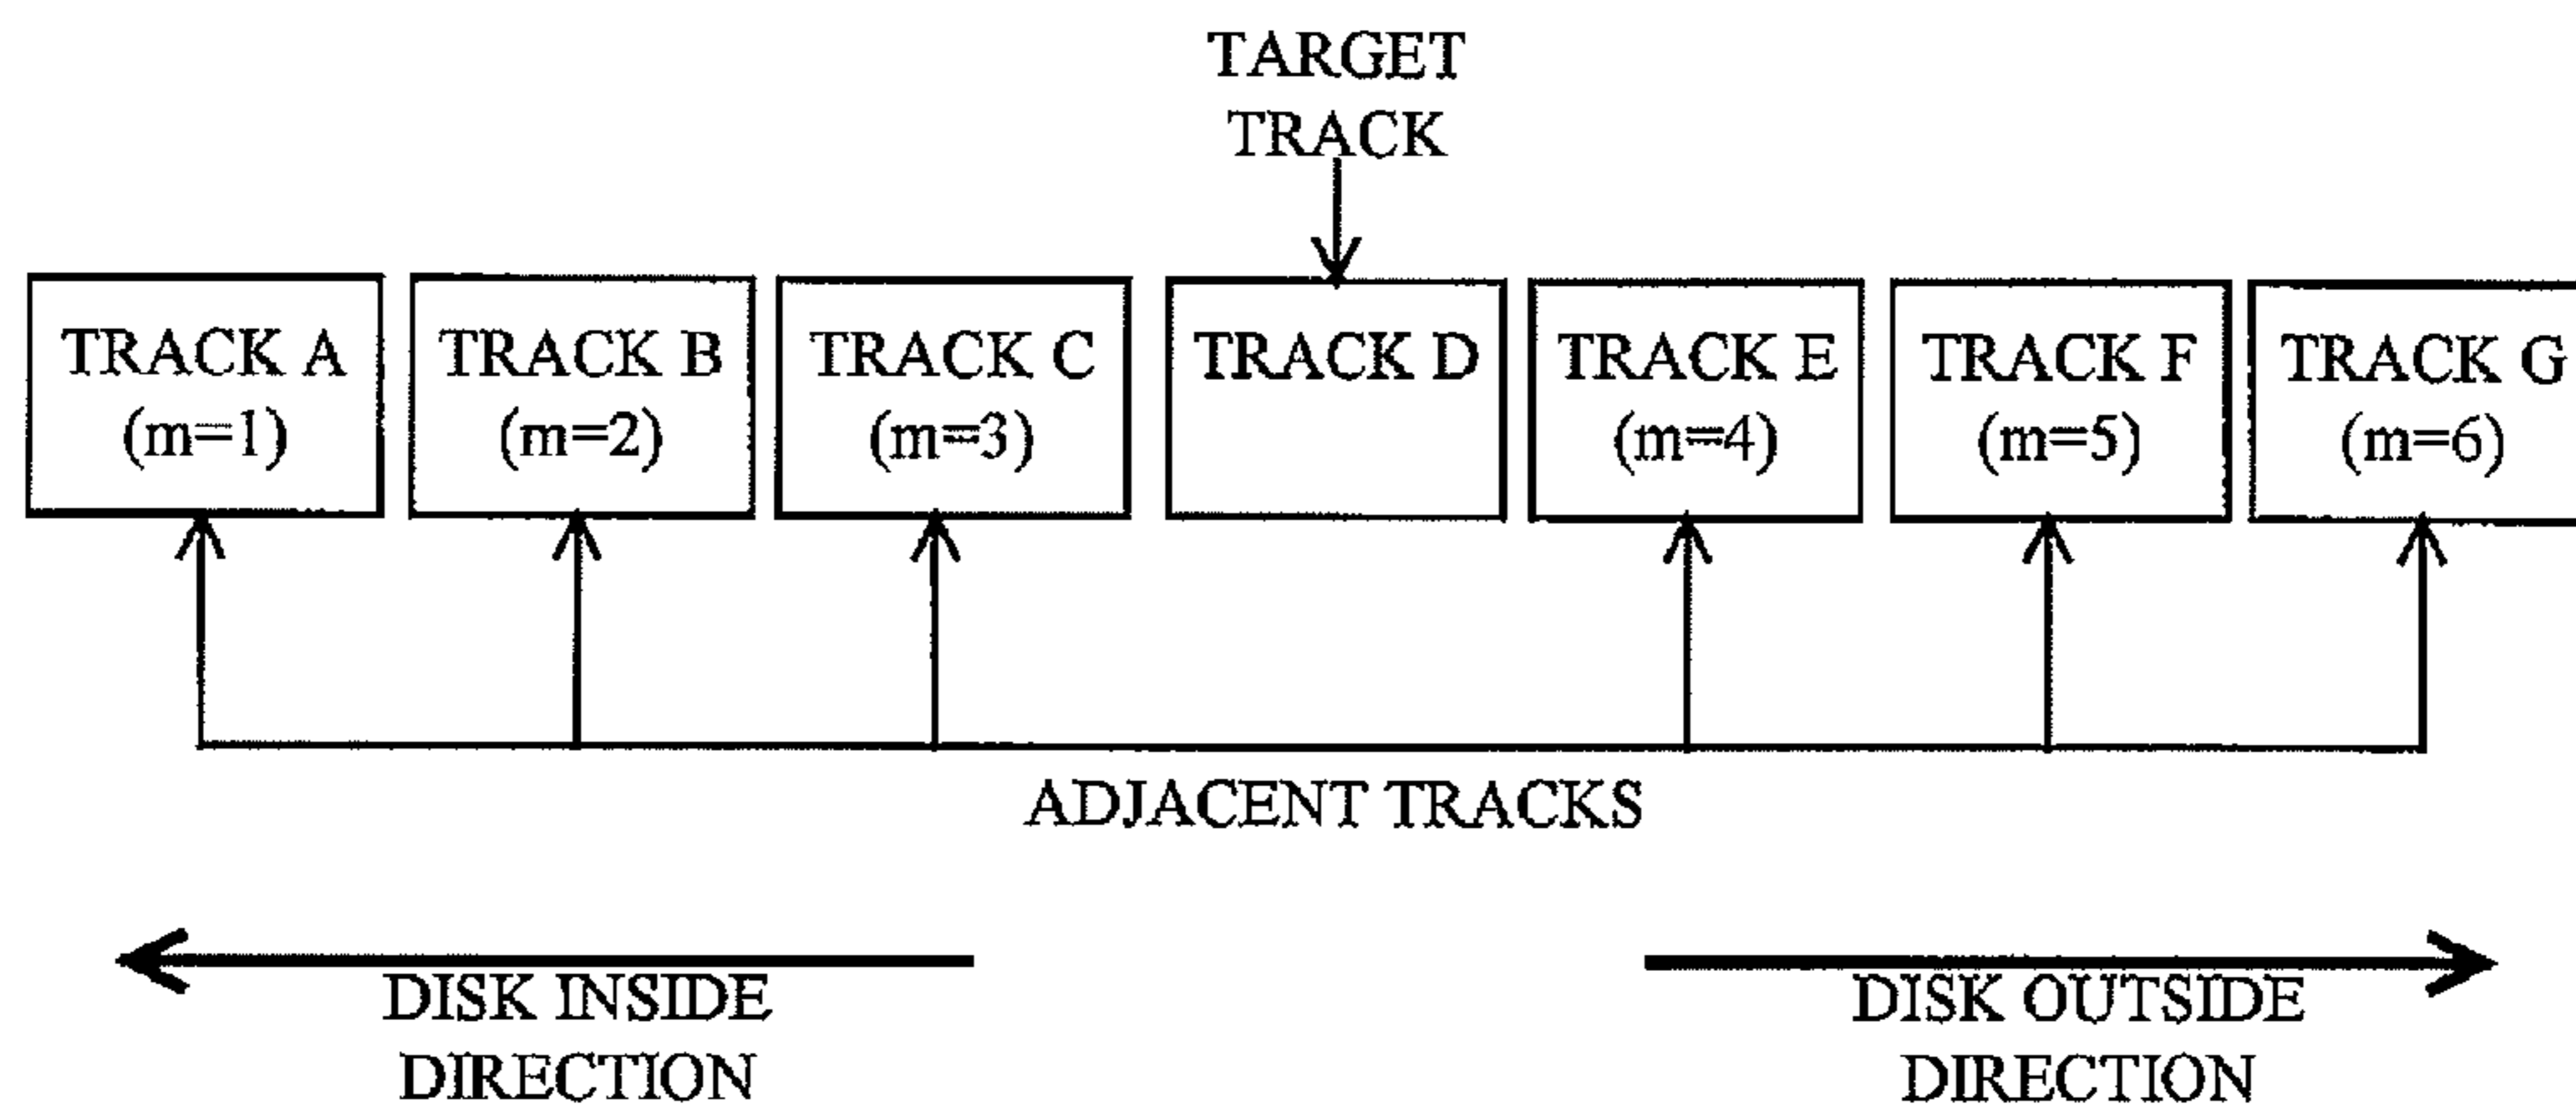 TARGET
TRACK
TRACK A
(m=1)
TRACK B
(m=2)
TRACK C
(m=3)
TRACK D
TRACK E
(m=4)
TRACK F
(m=5)
TRACK G
(m=6)
ADJACENT TRACKS
DISK INSIDE
DIRECTION
DISK OUTSIDE
DIRECTION